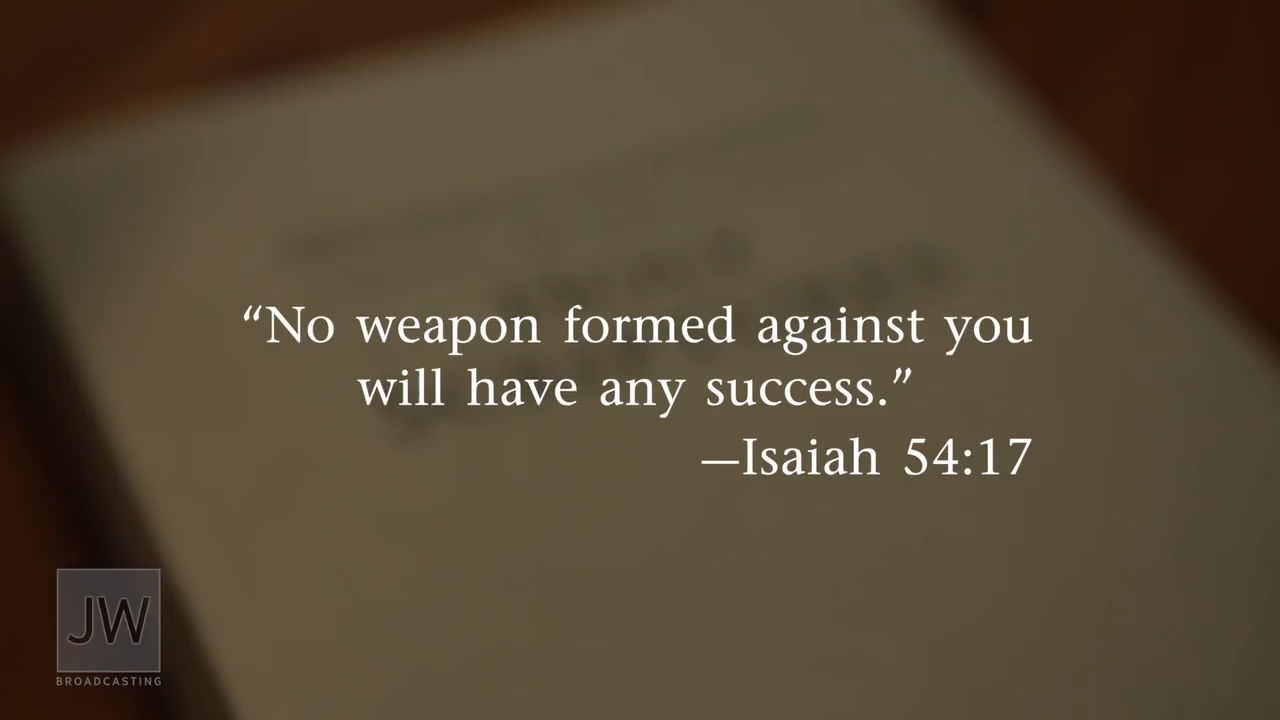 “No weapon formed against you
will have any success.”
—Isaiah 54:17
JW
BROADCASTING